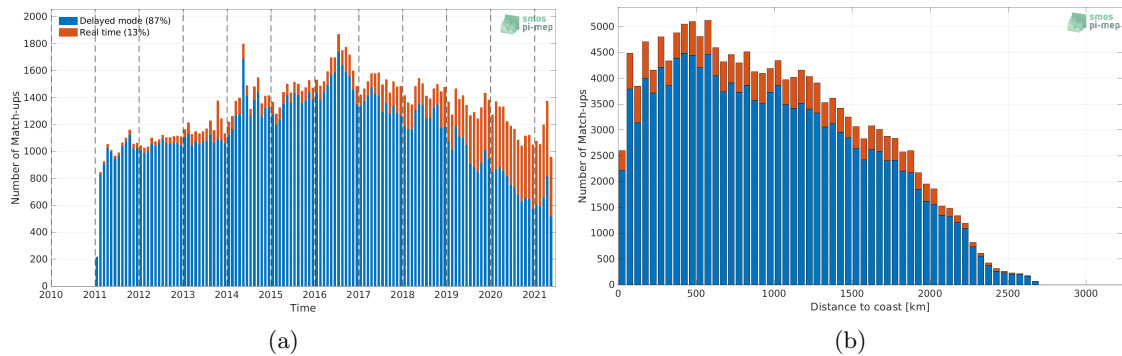 2000
1800
1600
1400
1200
1000
800
600
400
200
0
Number of Match-ups
Delayed mode (87%)
Real time (13%)
smos
pi-mep
2010 2011 2012 2013 2014 2015 2016 2017 2018 2019 2020 2021
Time
(a)
5000
4500
4000
3500
3000
2500
2000
1500
1000
500
0
Number of Match-ups
smos
pi-mep
0 500 1000 1500 2000 2500 3000
Distance to coast [km]
(b)